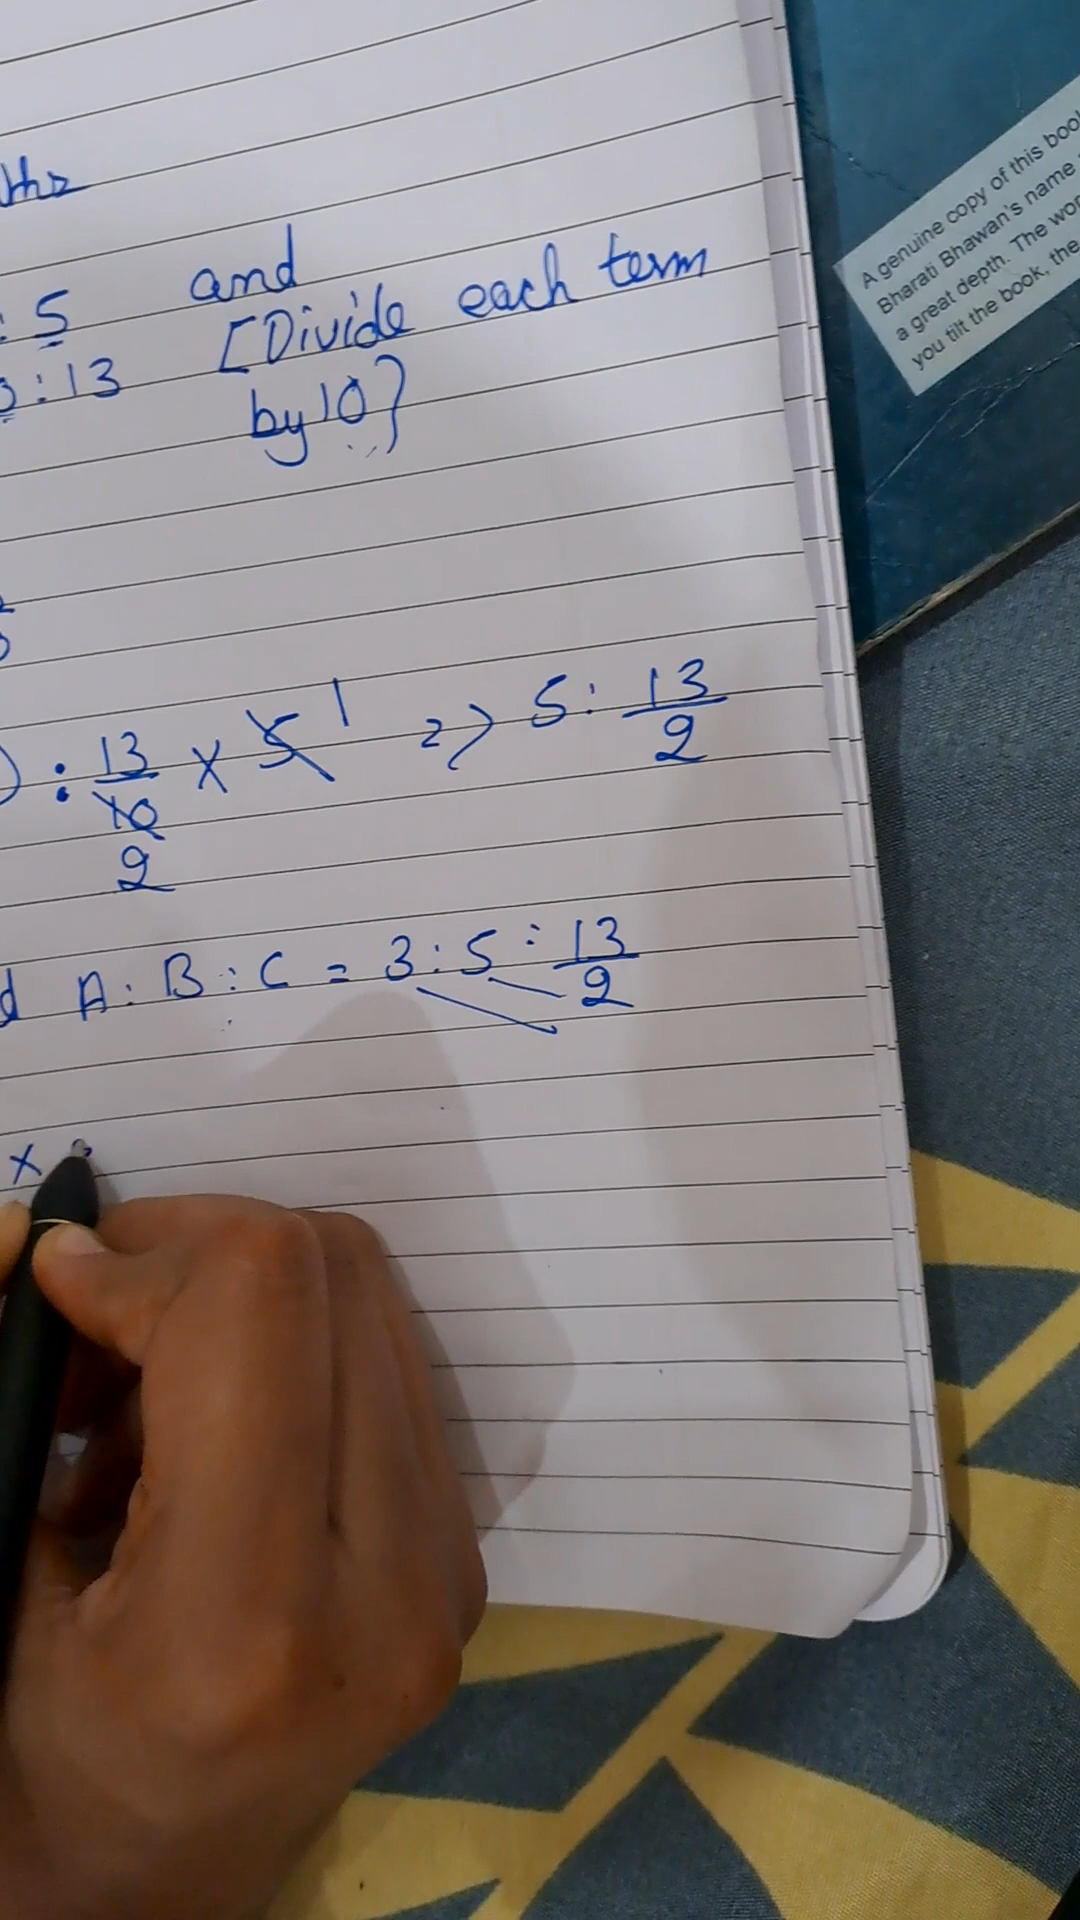 : 5 and
[Divide each term
: 13
by 10}
: 13/10 2 × 5 1 => 5 : 13/2
d A : B : C = 3 : 5 : 13/2
×
A genuine copy of this boo
Bharati Bhawan's name
a great depth. The wor
you tilt the book, the